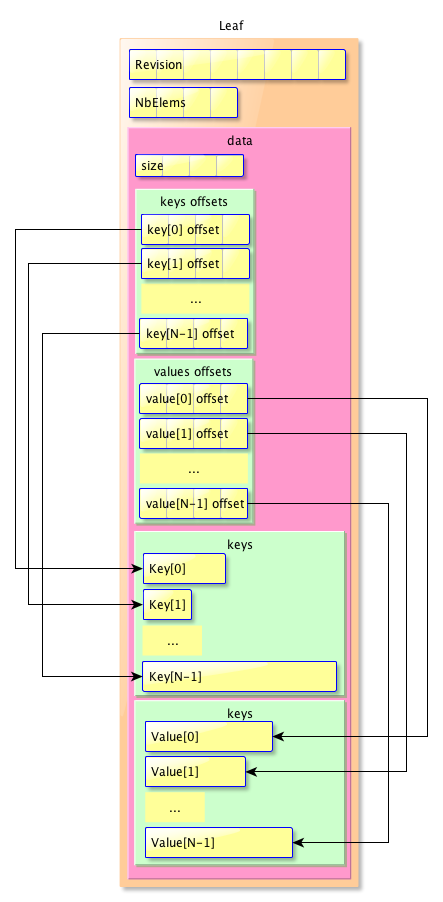 Leaf
Revision
NbElems
data
size
keys offsets
key[0] offset
key[1] offset
...
key[N-1] offset
values offsets
value[0] offset
value[1] offset
...
value[N-1] offset
keys
Key[0]
Key[1]
...
Key[N-1]
keys
Value[0]
Value[1]
...
Value[N-1]